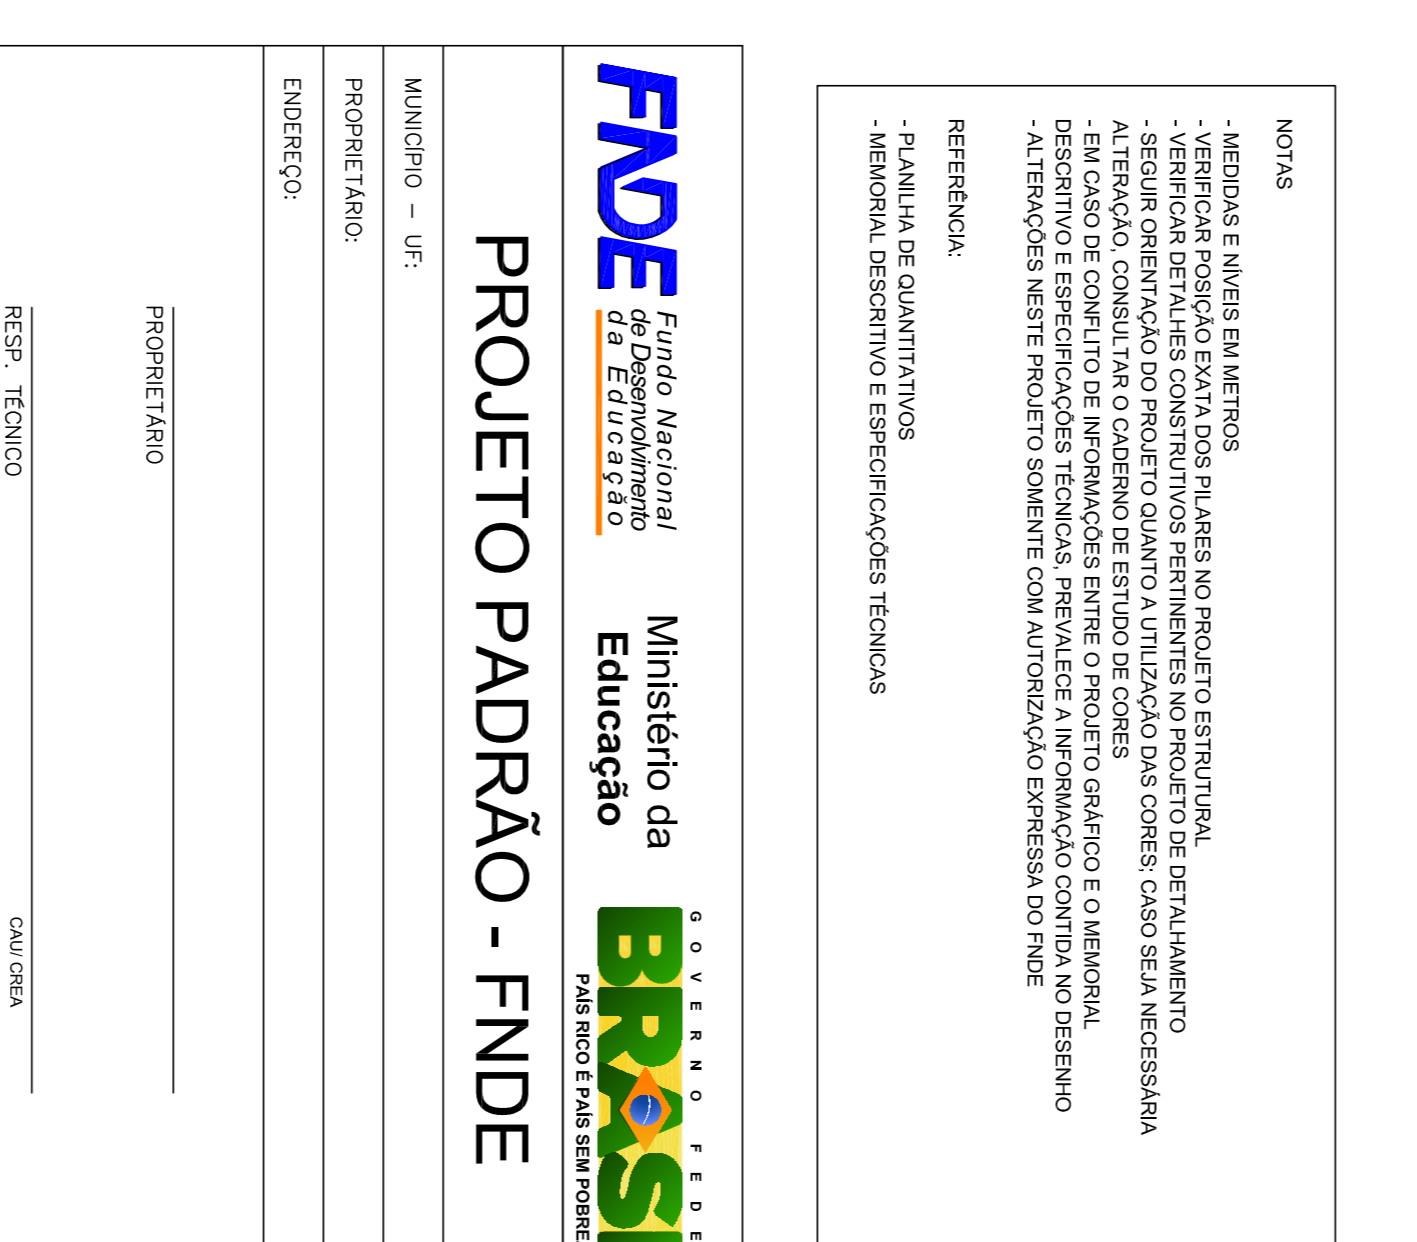 NOTAS
- MEDIDAS E NÍVEIS EM METROS
- VERIFICAR POSIÇÃO EXATA DOS PILARES NO PROJETO ESTRUTURAL
- VERIFICAR DETALHES CONSTRUTIVOS PERTINENTES NO PROJETO DE DETALHAMENTO
- SEGUIR ORIENTAÇÃO DO PROJETO QUANTO A UTILIZAÇÃO DAS CORES; CASO SEJA NECESSÁRIA
ALTERAÇÃO, CONSULTAR O CADERNO DE ESTUDO DE CORES
- EM CASO DE CONFLITO DE INFORMAÇÕES ENTRE O PROJETO GRÁFICO E O MEMORIAL
DESCRITIVO E ESPECIFICAÇÕES TÉCNICAS, PREVALECE A INFORMAÇÃO CONTIDA NO DESENHO
- ALTERAÇÕES NESTE PROJETO SOMENTE COM AUTORIZAÇÃO EXPRESSA DO FNDE
REFERÊNCIA:
- PLANILHA DE QUANTITATIVOS
- MEMORIAL DESCRITIVO E ESPECIFICAÇÕES TÉCNICAS
FNDE
Fundo Nacional
de Desenvolvimento
da Educação
Ministério da
Educação
GOVERNO FEDE
BRASI
PAÍS RICO É PAÍS SEM POBRE
PROJETO PADRÃO - FNDE
MUNICÍPIO – UF:
PROPRIETÁRIO:
ENDEREÇO:
PROPRIETÁRIO
RESP. TÉCNICO CAU/ CREA